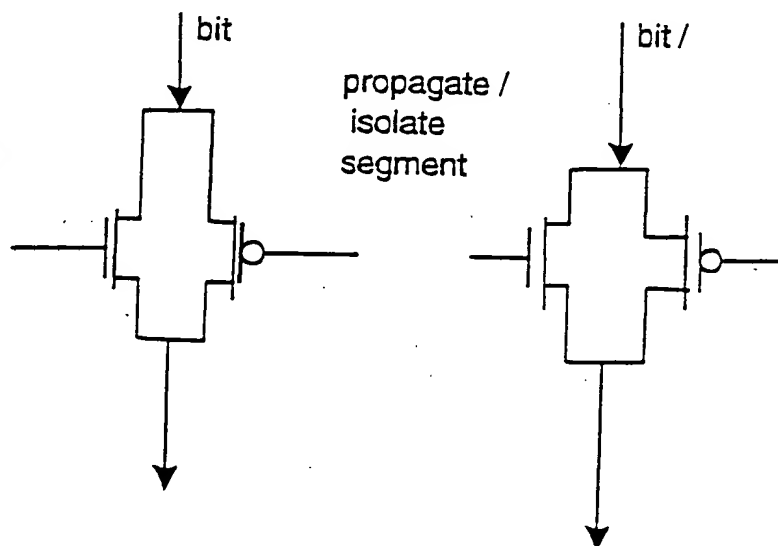 bit
propagate /
isolate
segment
bit /